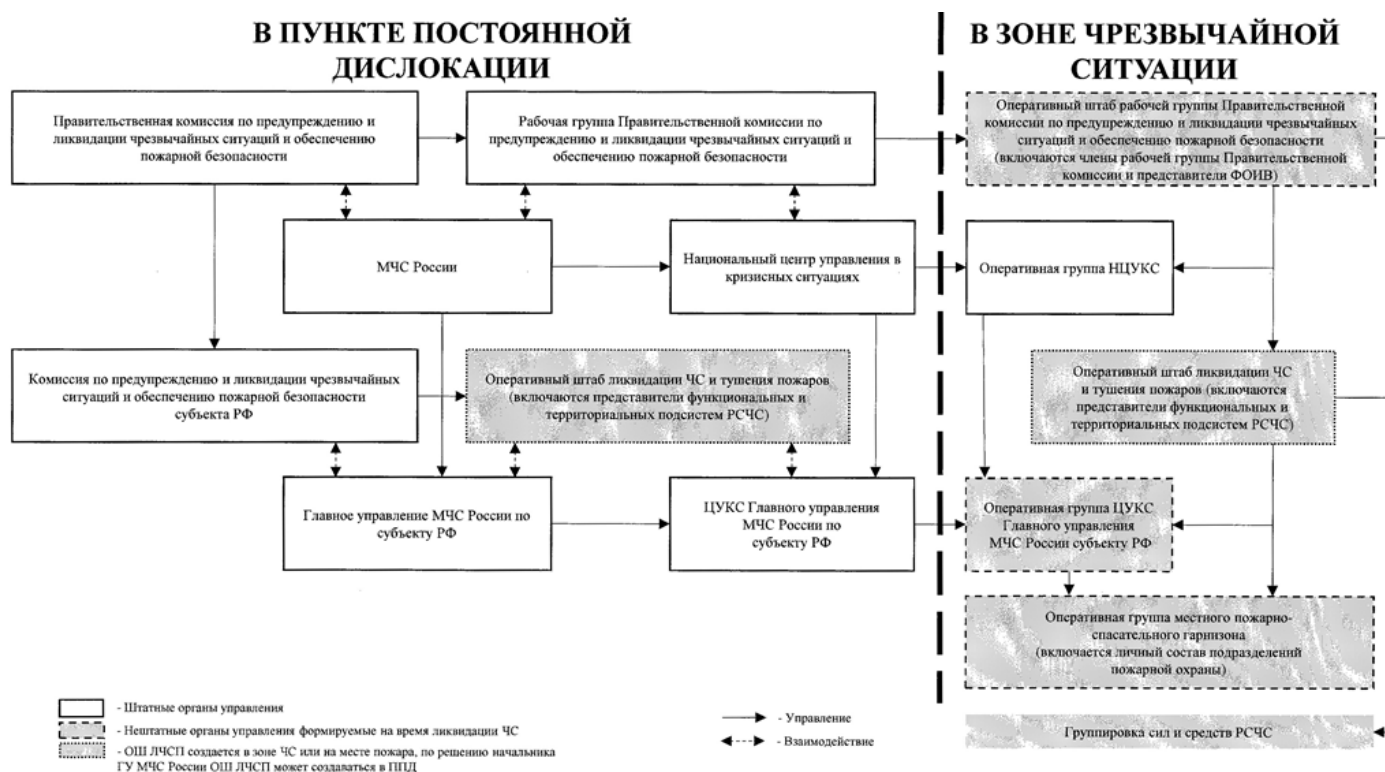 В ПУНКТЕ ПОСТОЯННОЙ
ДИСЛОКАЦИИ
В ЗОНЕ ЧРЕЗВЫЧАЙНОЙ
СИТУАЦИИ
Правительственная комиссия по предупреждению и
ликвидации чрезвычайных ситуаций и обеспечению
пожарной безопасности
Рабочая группа Правительственной комиссии по
предупреждению и ликвидации чрезвычайных ситуаций и
обеспечению пожарной безопасности
Оперативный штаб рабочей группы Правительственной
комиссии по предупреждению и ликвидации чрезвычайных
ситуаций и обеспечению пожарной безопасности
(включаются члены рабочей группы Правительственной
комиссии и представители ФОИВ)
МЧС России
Национальный центр управления в
кризисных ситуациях
Оперативная группа НЦУКС
Комиссия по предупреждению и ликвидации чрезвычайных
ситуаций и обеспечению пожарной безопасности
субъекта РФ
Оперативный штаб ликвидации ЧС и тушения пожаров
(включаются представители функциональных и
территориальных подсистем РСЧС)
Оперативный штаб ликвидации ЧС
и тушения пожаров (включаются
представители функциональных и
территориальных подсистем РСЧС)
Главное управление МЧС России по
субъекту РФ
ЦУКС Главного управления
МЧС России по
субъекту РФ
Оперативная группа ЦУКС
Главного управления
МЧС России субъекту РФ
Оперативная группа местного пожарно-
спасательного гарнизона
(включается личный состав подразделений
пожарной охраны)
Группировка сил и средств РСЧС
- Штатные органы управления
- Нештатные органы управления формируемые на время ликвидации ЧС
- ОШ ЛЧСП создается в зоне ЧС или на месте пожара, по решению начальника
ГУ МЧС России ОШ ЛЧСП может создаваться в ППД
- Управление
- Взаимодействие